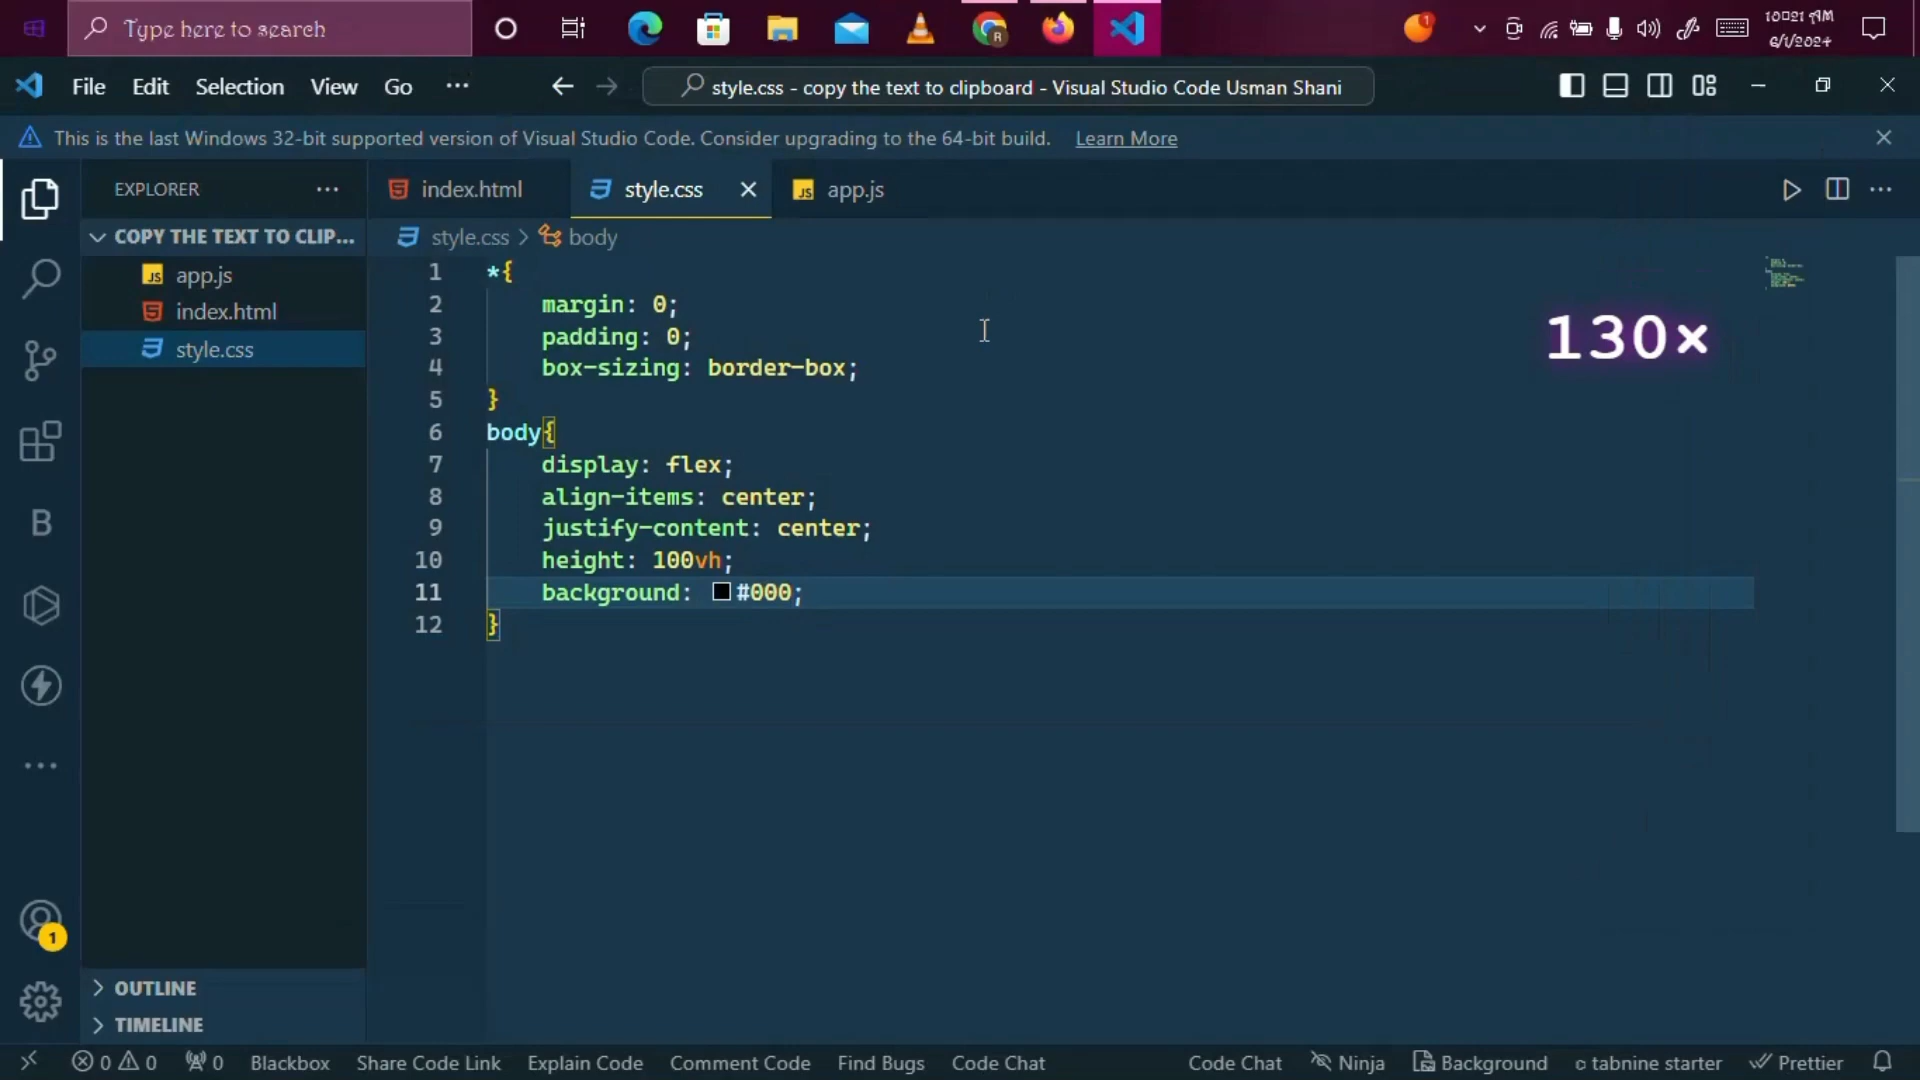 Type here to search
10:21 AM
6/1/2024
File Edit Selection View Go ...
style.css - copy the text to clipboard - Visual Studio Code Usman Shani
This is the last Windows 32-bit supported version of Visual Studio Code. Consider upgrading to the 64-bit build. Learn More
EXPLORER
index.html
style.css
JS app.js
COPY THE TEXT TO CLIP...
JS app.js
index.html
style.css
style.css > body
1 *{
2 margin: 0;
3 padding: 0;
4 box-sizing: border-box;
5 }
6 body{
7 display: flex;
8 align-items: center;
9 justify-content: center;
10 height: 100vh;
11 background: #000;
12 }
130×
B
1
1
OUTLINE
TIMELINE
0 0 0 Blackbox Share Code Link Explain Code Comment Code Find Bugs Code Chat Code Chat Ninja Background tabnine starter Prettier